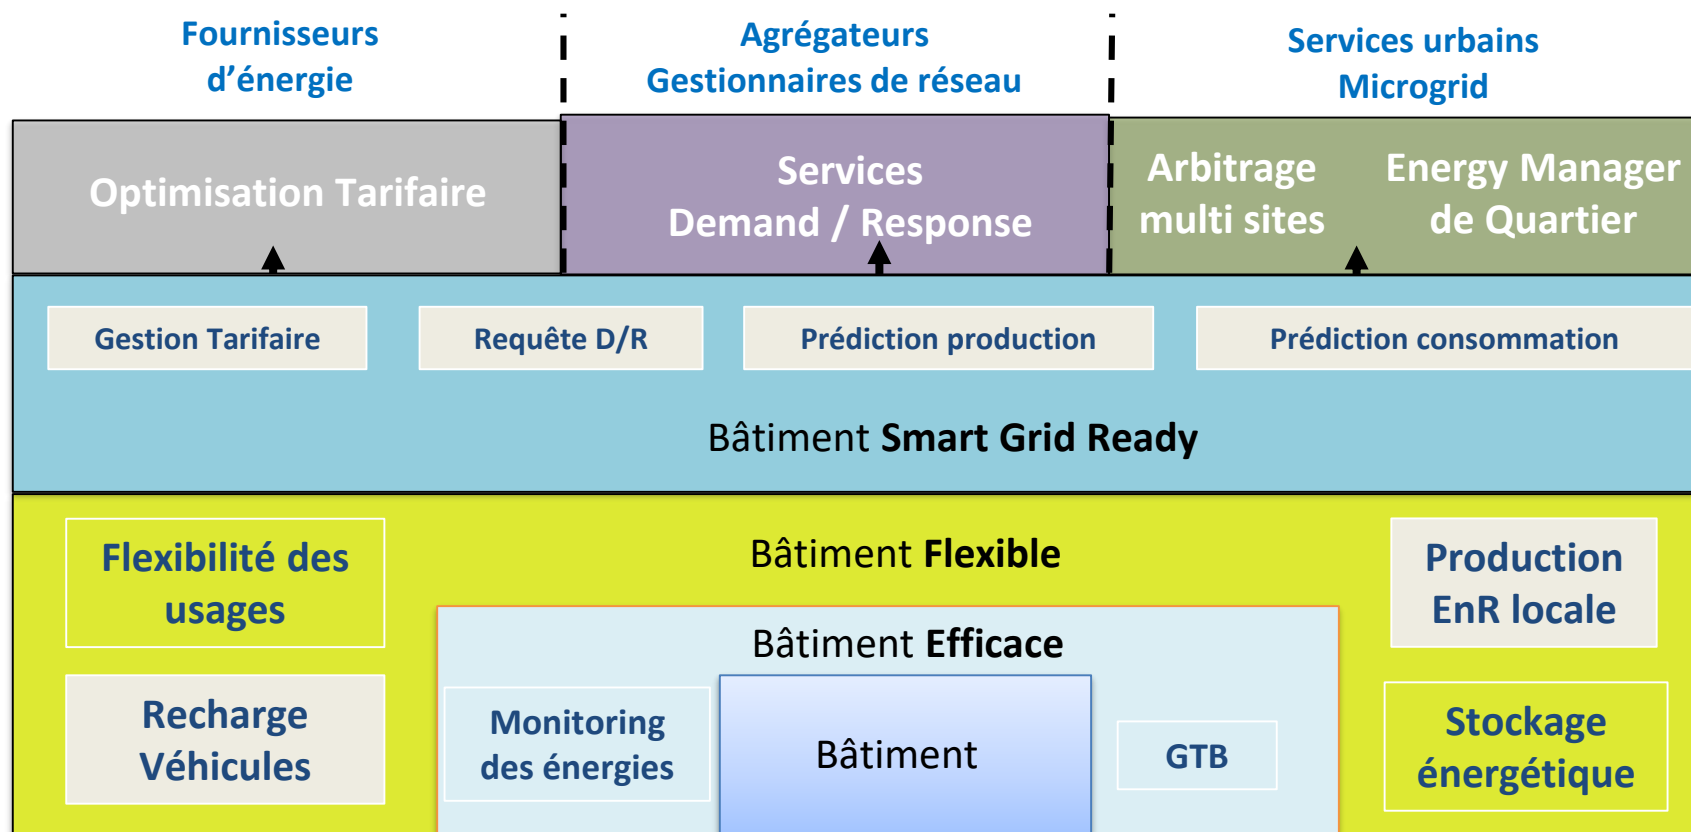 Fournisseurs
d’énergie
Agrégateurs
Gestionnaires de réseau
Services urbains
Microgrid
Optimisation Tarifaire
Services
Demand / Response
Arbitrage
multi sites
Energy Manager
de Quartier
Gestion Tarifaire
Requête D/R
Prédiction production
Prédiction consommation
Bâtiment Smart Grid Ready
Flexibilité des
usages
Bâtiment Flexible
Production
EnR locale
Bâtiment Efficace
Recharge
Véhicules
Monitoring
des énergies
Bâtiment
GTB
Stockage
énergétique